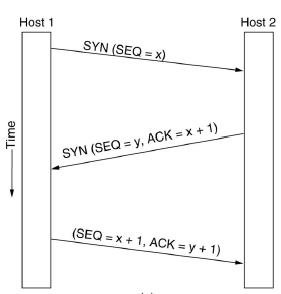 Host 1
Host 2
SYN (SEQ = x)
Time
SYN (SEQ = y, ACK = x + 1)
(SEQ = x + 1, ACK = y + 1)